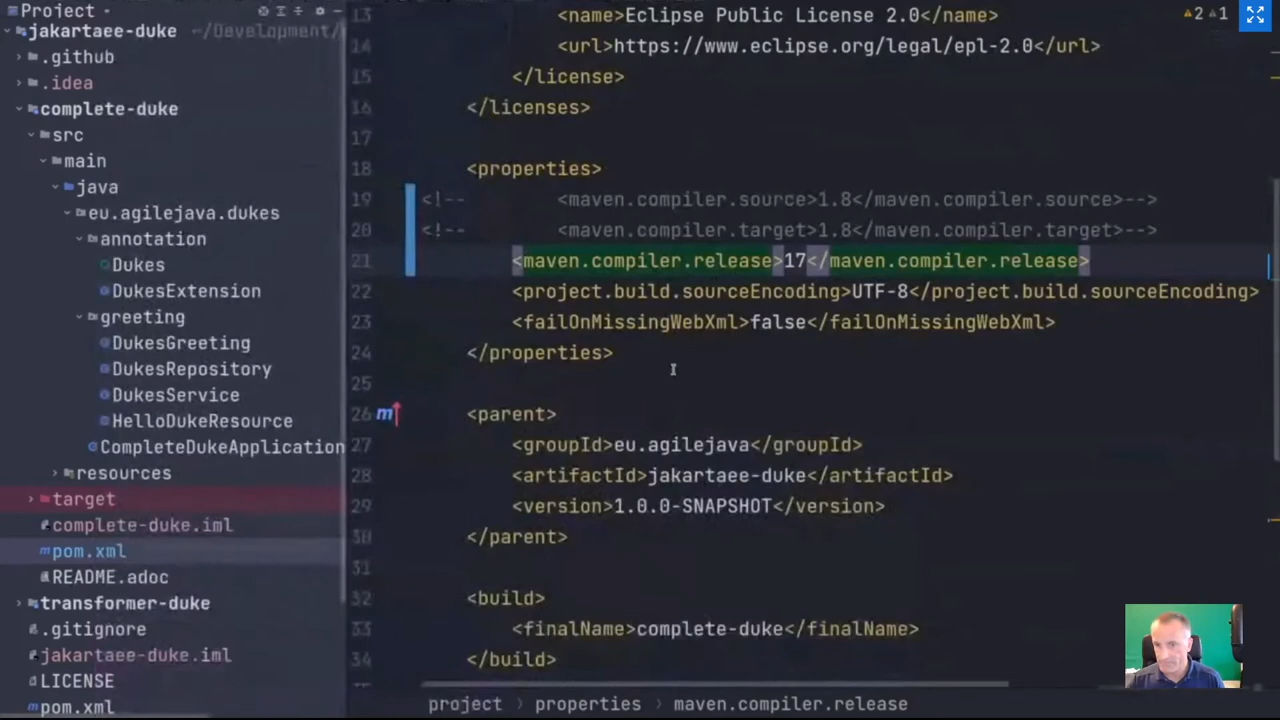 Project
jakartaee-duke ~/Development/
.github
.idea
complete-duke
src
main
java
eu.agilejava.dukes
annotation
Dukes
DukesExtension
greeting
DukesGreeting
DukesRepository
DukesService
HelloDukeResource
CompleteDukeApplication
resources
target
complete-duke.iml
pom.xml
README.adoc
transformer-duke
.gitignore
jakartaee-duke.iml
LICENSE
pom.xml
13 <name>Eclipse Public License 2.0</name>
14 <url>https://www.eclipse.org/legal/epl-2.0</url>
15 </license>
16 </licenses>
17
18 <properties>
19 <!-- <maven.compiler.source>1.8</maven.compiler.source>-->
20 <!-- <maven.compiler.target>1.8</maven.compiler.target>-->
21 <maven.compiler.release>17</maven.compiler.release>
22 <project.build.sourceEncoding>UTF-8</project.build.sourceEncoding>
23 <failOnMissingWebXml>false</failOnMissingWebXml>
24 </properties>
25
26 <parent>
27 <groupId>eu.agilejava</groupId>
28 <artifactId>jakartaee-duke</artifactId>
29 <version>1.0.0-SNAPSHOT</version>
30 </parent>
31
32 <build>
33 <finalName>complete-duke</finalName>
34 </build>
2 1
project > properties > maven.compiler.release